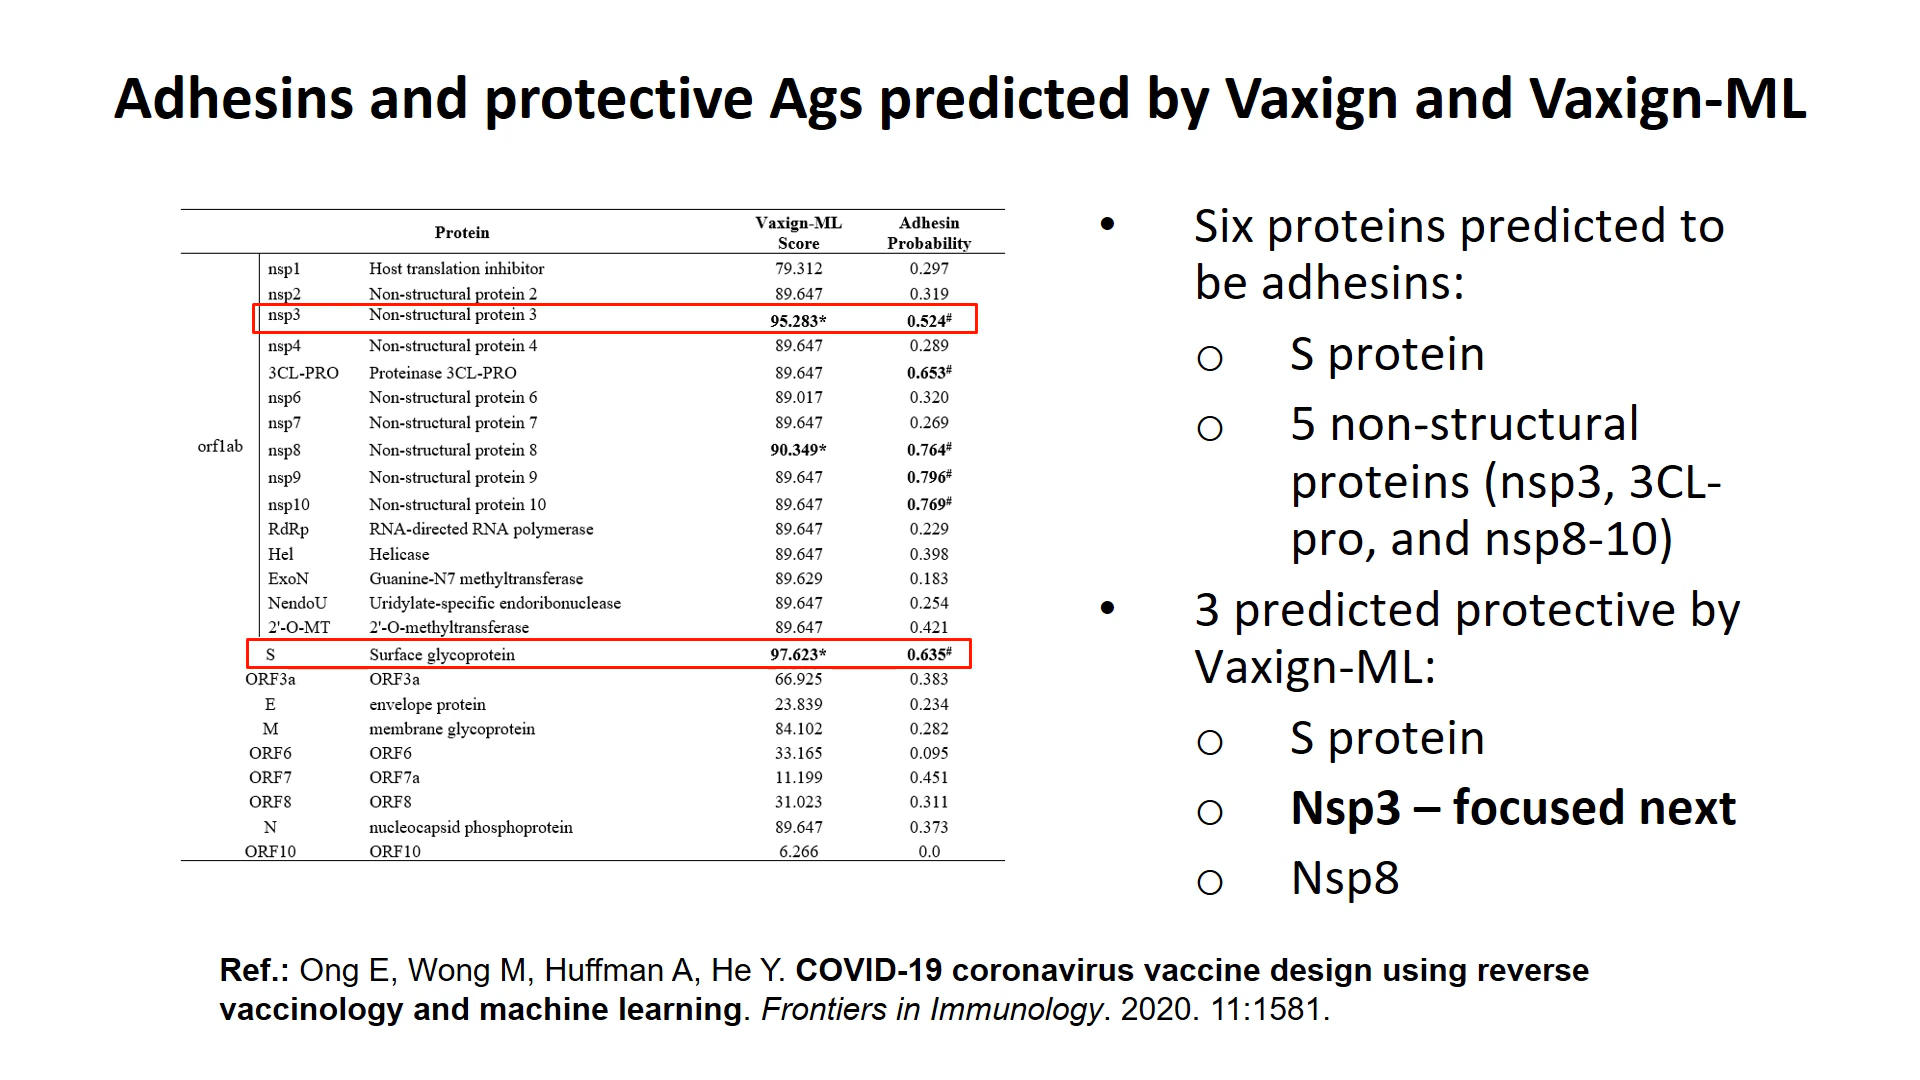 Adhesins and protective Ags predicted by Vaxign and Vaxign-ML
Protein Vaxign-ML Score Adhesin Probability
orf1ab
nsp1 Host translation inhibitor 79.312 0.297
nsp2 Non-structural protein 2 89.647 0.319
nsp3 Non-structural protein 3 95.283* 0.524#
nsp4 Non-structural protein 4 89.647 0.289
3CL-PRO Proteinase 3CL-PRO 89.647 0.653#
nsp6 Non-structural protein 6 89.017 0.320
nsp7 Non-structural protein 7 89.647 0.269
nsp8 Non-structural protein 8 90.349* 0.764#
nsp9 Non-structural protein 9 89.647 0.796#
nsp10 Non-structural protein 10 89.647 0.769#
RdRp RNA-directed RNA polymerase 89.647 0.229
Hel Helicase 89.647 0.398
ExoN Guanine-N7 methyltransferase 89.629 0.183
NendoU Uridylate-specific endoribonuclease 89.647 0.254
2'-O-MT 2'-O-methyltransferase 89.647 0.421
S Surface glycoprotein 97.623* 0.635#
ORF3a ORF3a 66.925 0.383
E envelope protein 23.839 0.234
M membrane glycoprotein 84.102 0.282
ORF6 ORF6 33.165 0.095
ORF7 ORF7a 11.199 0.451
ORF8 ORF8 31.023 0.311
N nucleocapsid phosphoprotein 89.647 0.373
ORF10 ORF10 6.266 0.0
• Six proteins predicted to
be adhesins:
o S protein
o 5 non-structural
proteins (nsp3, 3CL-
pro, and nsp8-10)
• 3 predicted protective by
Vaxign-ML:
o S protein
o Nsp3 – focused next
o Nsp8
Ref.: Ong E, Wong M, Huffman A, He Y. COVID-19 coronavirus vaccine design using reverse
vaccinology and machine learning. Frontiers in Immunology. 2020. 11:1581.